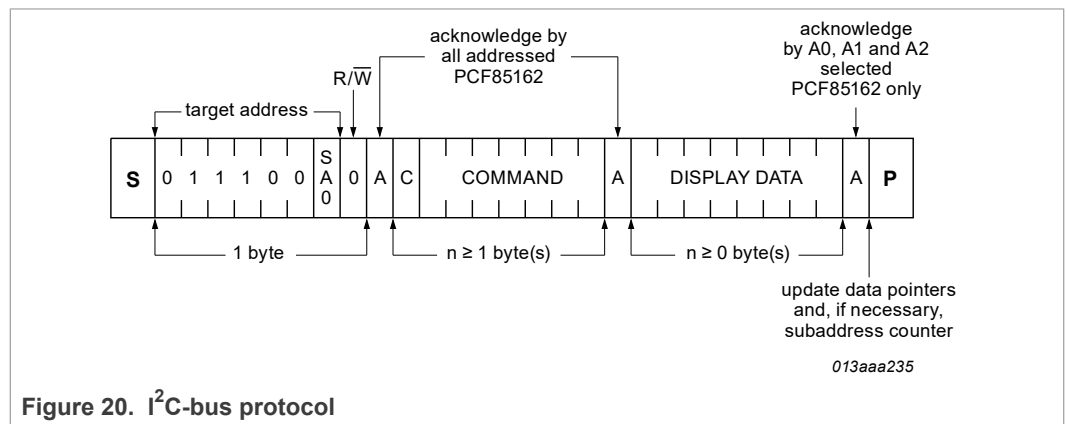 acknowledge by
all addressed
PCF85162
acknowledge
by A0, A1 and A2
selected
PCF85162 only
R/W̅
target address
S 0 1 1 1 0 0 SA0 0 A C COMMAND A DISPLAY DATA A P
1 byte
n ≥ 1 byte(s)
n ≥ 0 byte(s)
update data pointers
and, if necessary,
subaddress counter
013aaa235
Figure 20. I²C-bus protocol